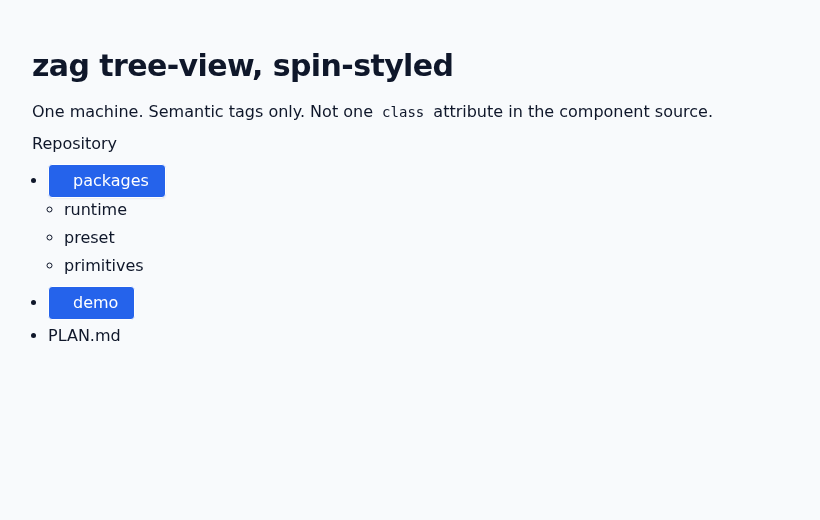 zag tree-view, spin-styled
One machine. Semantic tags only. Not one class attribute in the component source.
Repository
packages
runtime
preset
primitives
demo
PLAN.md